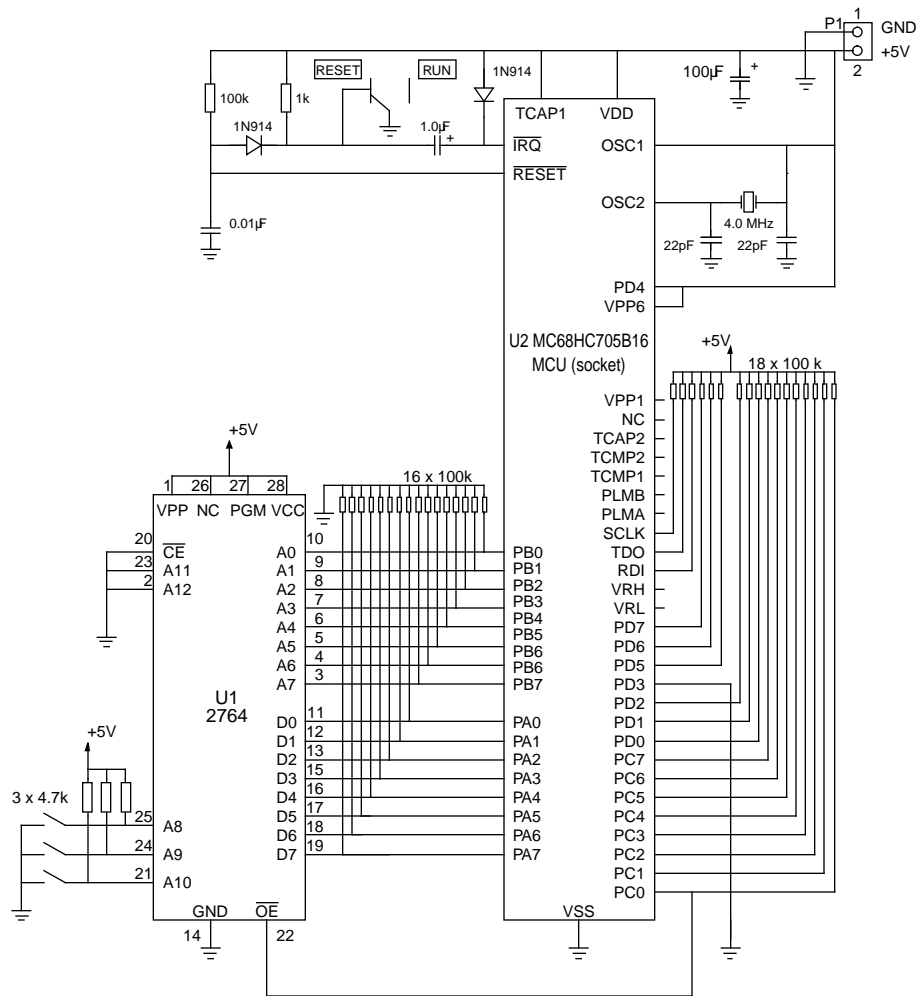 P1
1
GND
+5V
2
RESET
RUN
1N914
100µF
+
100k
1k
1N914
1.0µF
+
TCAP1
VDD
IRQ
OSC1
RESET
OSC2
0.01µF
4.0 MHz
22pF
22pF
PD4
VPP6
U2 MC68HC705B16
MCU (socket)
+5V
18 x 100 k
VPP1
NC
TCAP2
TCMP2
TCMP1
PLMB
PLMA
SCLK
TDO
RDI
VRH
VRL
PD7
PD6
PD5
PD3
PD2
PD1
PD0
PC7
PC6
PC5
PC4
PC3
PC2
PC1
PC0
+5V
16 x 100k
1
26
27
28
VPP
NC
PGM
VCC
20
CE
23
A11
2
A12
U1
2764
A0
10
PB0
A1
9
PB1
A2
8
PB2
A3
7
PB3
A4
6
PB4
A5
5
PB5
A6
4
PB6
PB6
A7
3
PB7
D0
11
PA0
D1
12
PA1
D2
13
PA2
D3
15
PA3
D4
16
PA4
D5
17
PA5
D6
18
PA6
D7
19
PA7
+5V
3 x 4.7k
25
A8
24
A9
21
A10
GND
OE
14
22
VSS